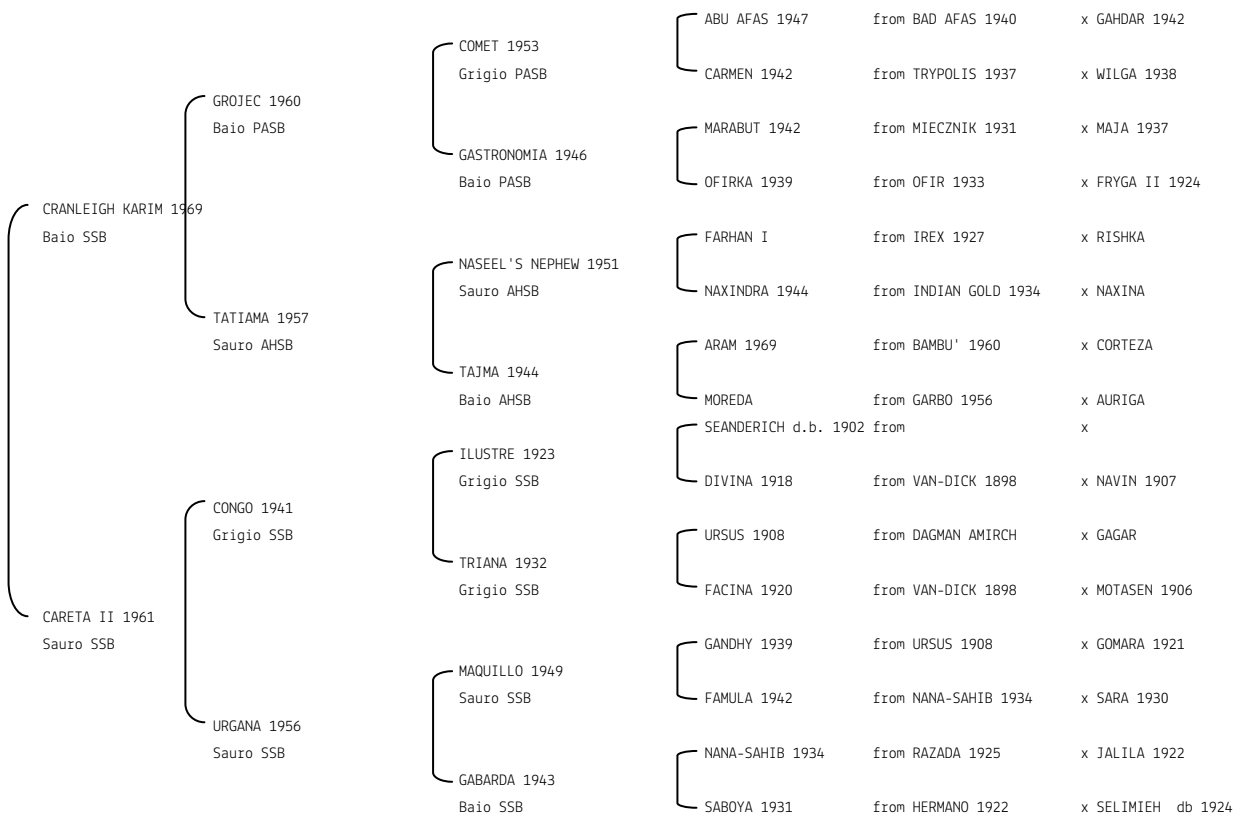 ABU AFAS 1947 from BAD AFAS 1940 x GAHDAR 1942
COMET 1953
Grigio PASB CARMEN 1942 from TRYPOLIS 1937 x WILGA 1938
GROJEC 1960
Baio PASB MARABUT 1942 from MIECZNIK 1931 x MAJA 1937
GASTRONOMIA 1946
Baio PASB OFIRKA 1939 from OFIR 1933 x FRYGA II 1924
CRANLEIGH KARIM 1969
Baio SSB FARHAN I from IREX 1927 x RISHKA
NASEEL'S NEPHEW 1951
Sauro AHSB NAXINDRA 1944 from INDIAN GOLD 1934 x NAXINA
TATIAMA 1957
Sauro AHSB ARAM 1969 from BAMBU' 1960 x CORTEZA
TAJMA 1944
Baio AHSB MOREDA from GARBO 1956 x AURIGA
SEANDERICH d.b. 1902 from x
ILUSTRE 1923
Grigio SSB DIVINA 1918 from VAN-DICK 1898 x NAVIN 1907
CONGO 1941
Grigio SSB URSUS 1908 from DAGMAN AMIRCH x GAGAR
TRIANA 1932
Grigio SSB FACINA 1920 from VAN-DICK 1898 x MOTASEN 1906
CARETA II 1961
Sauro SSB GANDHY 1939 from URSUS 1908 x GOMARA 1921
MAQUILLO 1949
Sauro SSB FAMULA 1942 from NANA-SAHIB 1934 x SARA 1930
URGANA 1956
Sauro SSB NANA-SAHIB 1934 from RAZADA 1925 x JALILA 1922
GABARDA 1943
Baio SSB SABOYA 1931 from HERMANO 1922 x SELIMIEH db 1924